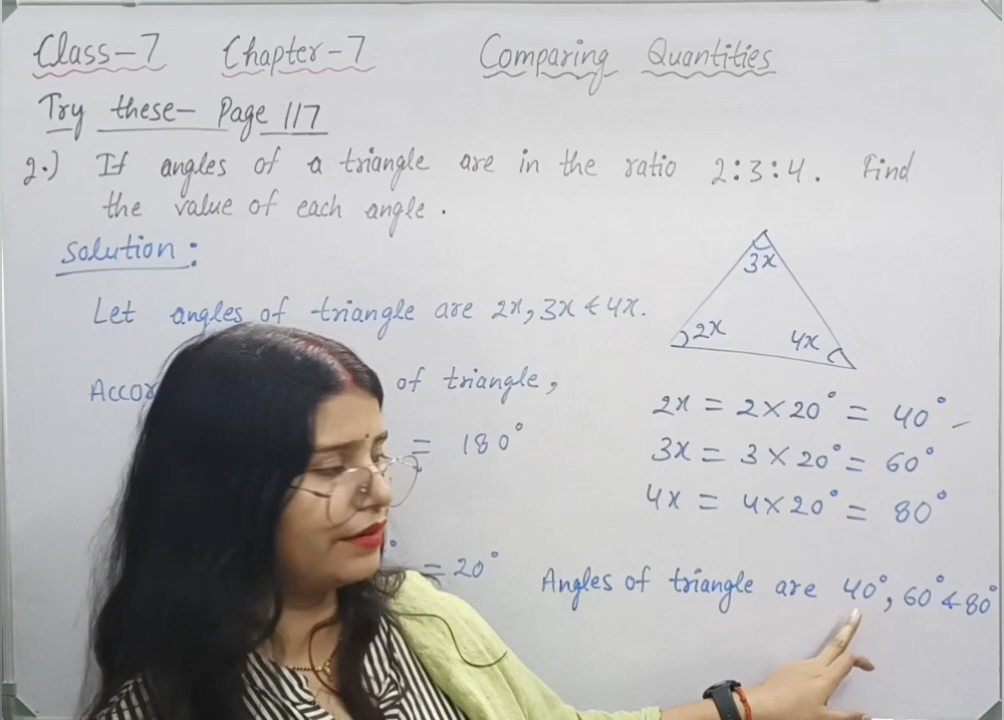 Class-7 Chapter-7 Comparing Quantities
Try these- Page 117
2.) If angles of a triangle are in the ratio 2:3:4. Find
the value of each angle.
Solution:
Let angles of triangle are 2x, 3x & 4x.
3x
2x 4x
of triangle,
= 180°
2x = 2×20° = 40°
3x = 3×20° = 60°
4x = 4×20° = 80°
= 20°
Angles of triangle are 40°, 60° & 80°